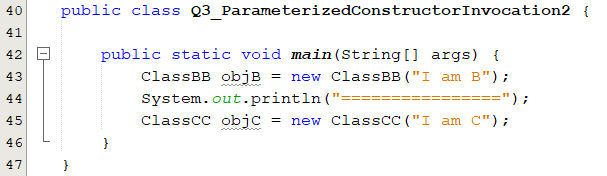 40 public class Q3_ParameterizedConstructorInvocation2 {
41
42 public static void main(String[] args) {
43 ClassBB objB = new ClassBB("I am B");
44 System.out.println("================");
45 ClassCC objC = new ClassCC("I am C");
46 }
47 }